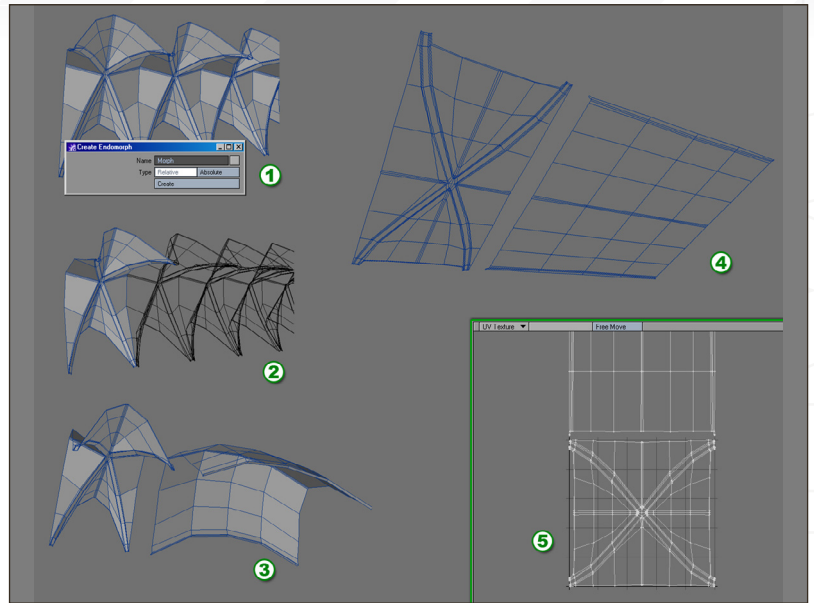 Create Endomorph
Name Morph
Type Relative Absolute
Create
1
2
3
4
UV Texture Free Move
5